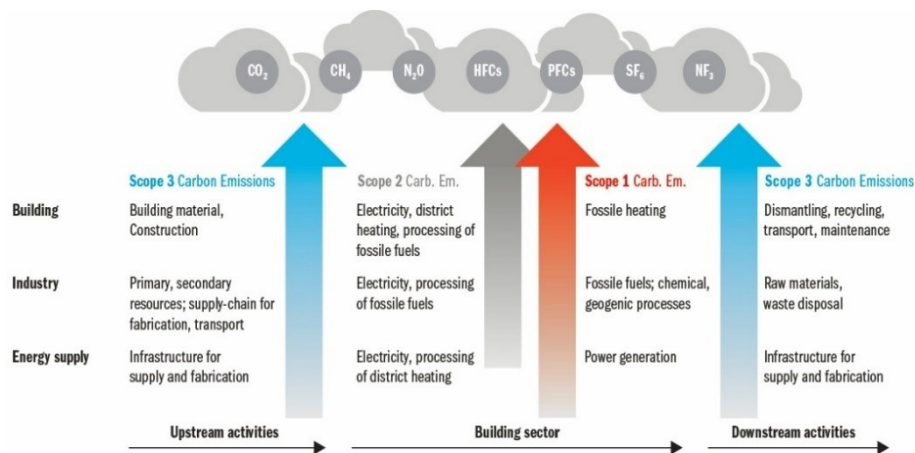 CO₂ CH₄ N₂O HFCs PFCs SF₆ NF₃
Scope 3 Carbon Emissions Scope 2 Carb. Em. Scope 1 Carb. Em. Scope 3 Carbon Emissions
Building
Building material,
Construction
Electricity, district
heating, processing of
fossile fuels
Fossile heating
Dismantling, recycling,
transport, maintenance
Industry
Primary, secondary
resources; supply-chain for
fabrication, transport
Electricity, processing
of fossile fuels
Fossile fuels; chemical,
geogenic processes
Raw materials,
waste disposal
Energy supply
Infrastructure for
supply and fabrication
Electricity, processing
of district heating
Power generation
Infrastructure for
supply and fabrication
Upstream activities Building sector Downstream activities